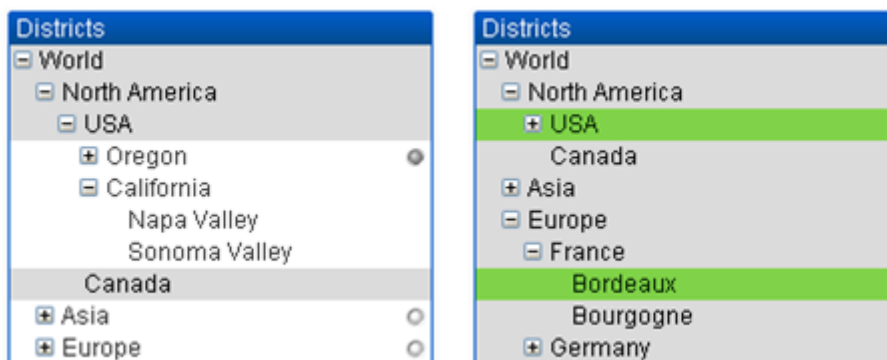 Districts
World
North America
USA
Oregon
California
Napa Valley
Sonoma Valley
Canada
Asia
Europe
Districts
World
North America
USA
Canada
Asia
Europe
France
Bordeaux
Bourgogne
Germany